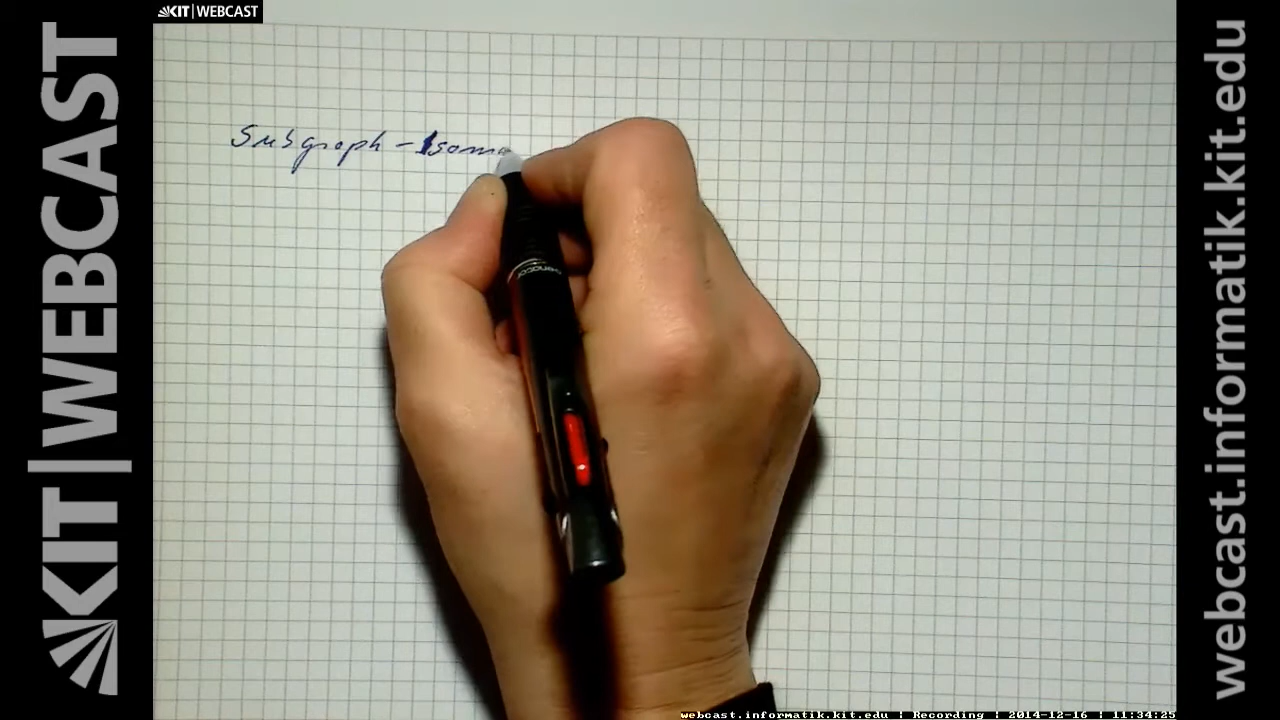 KIT | WEBCAST
KIT | WEBCAST
Subgraph - Isomo
webcast.informatik.kit.edu
webcast.informatik.kit.edu | Recording | 2014-12-16 | 11:34:25